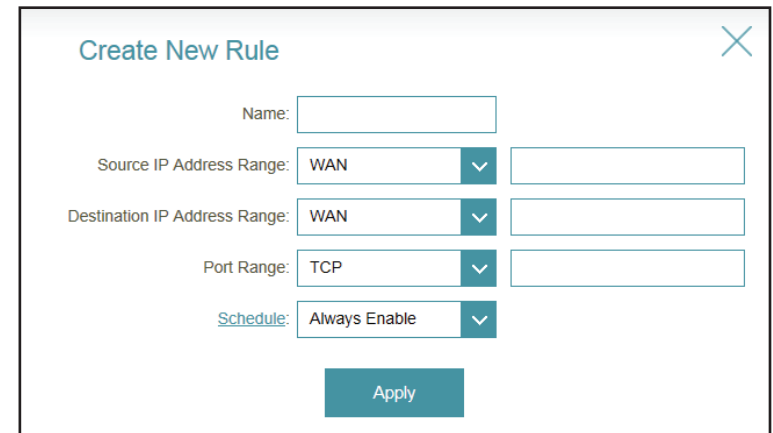 Create New Rule
Name:
Source IP Address Range: WAN
Destination IP Address Range: WAN
Port Range: TCP
Schedule: Always Enable
Apply